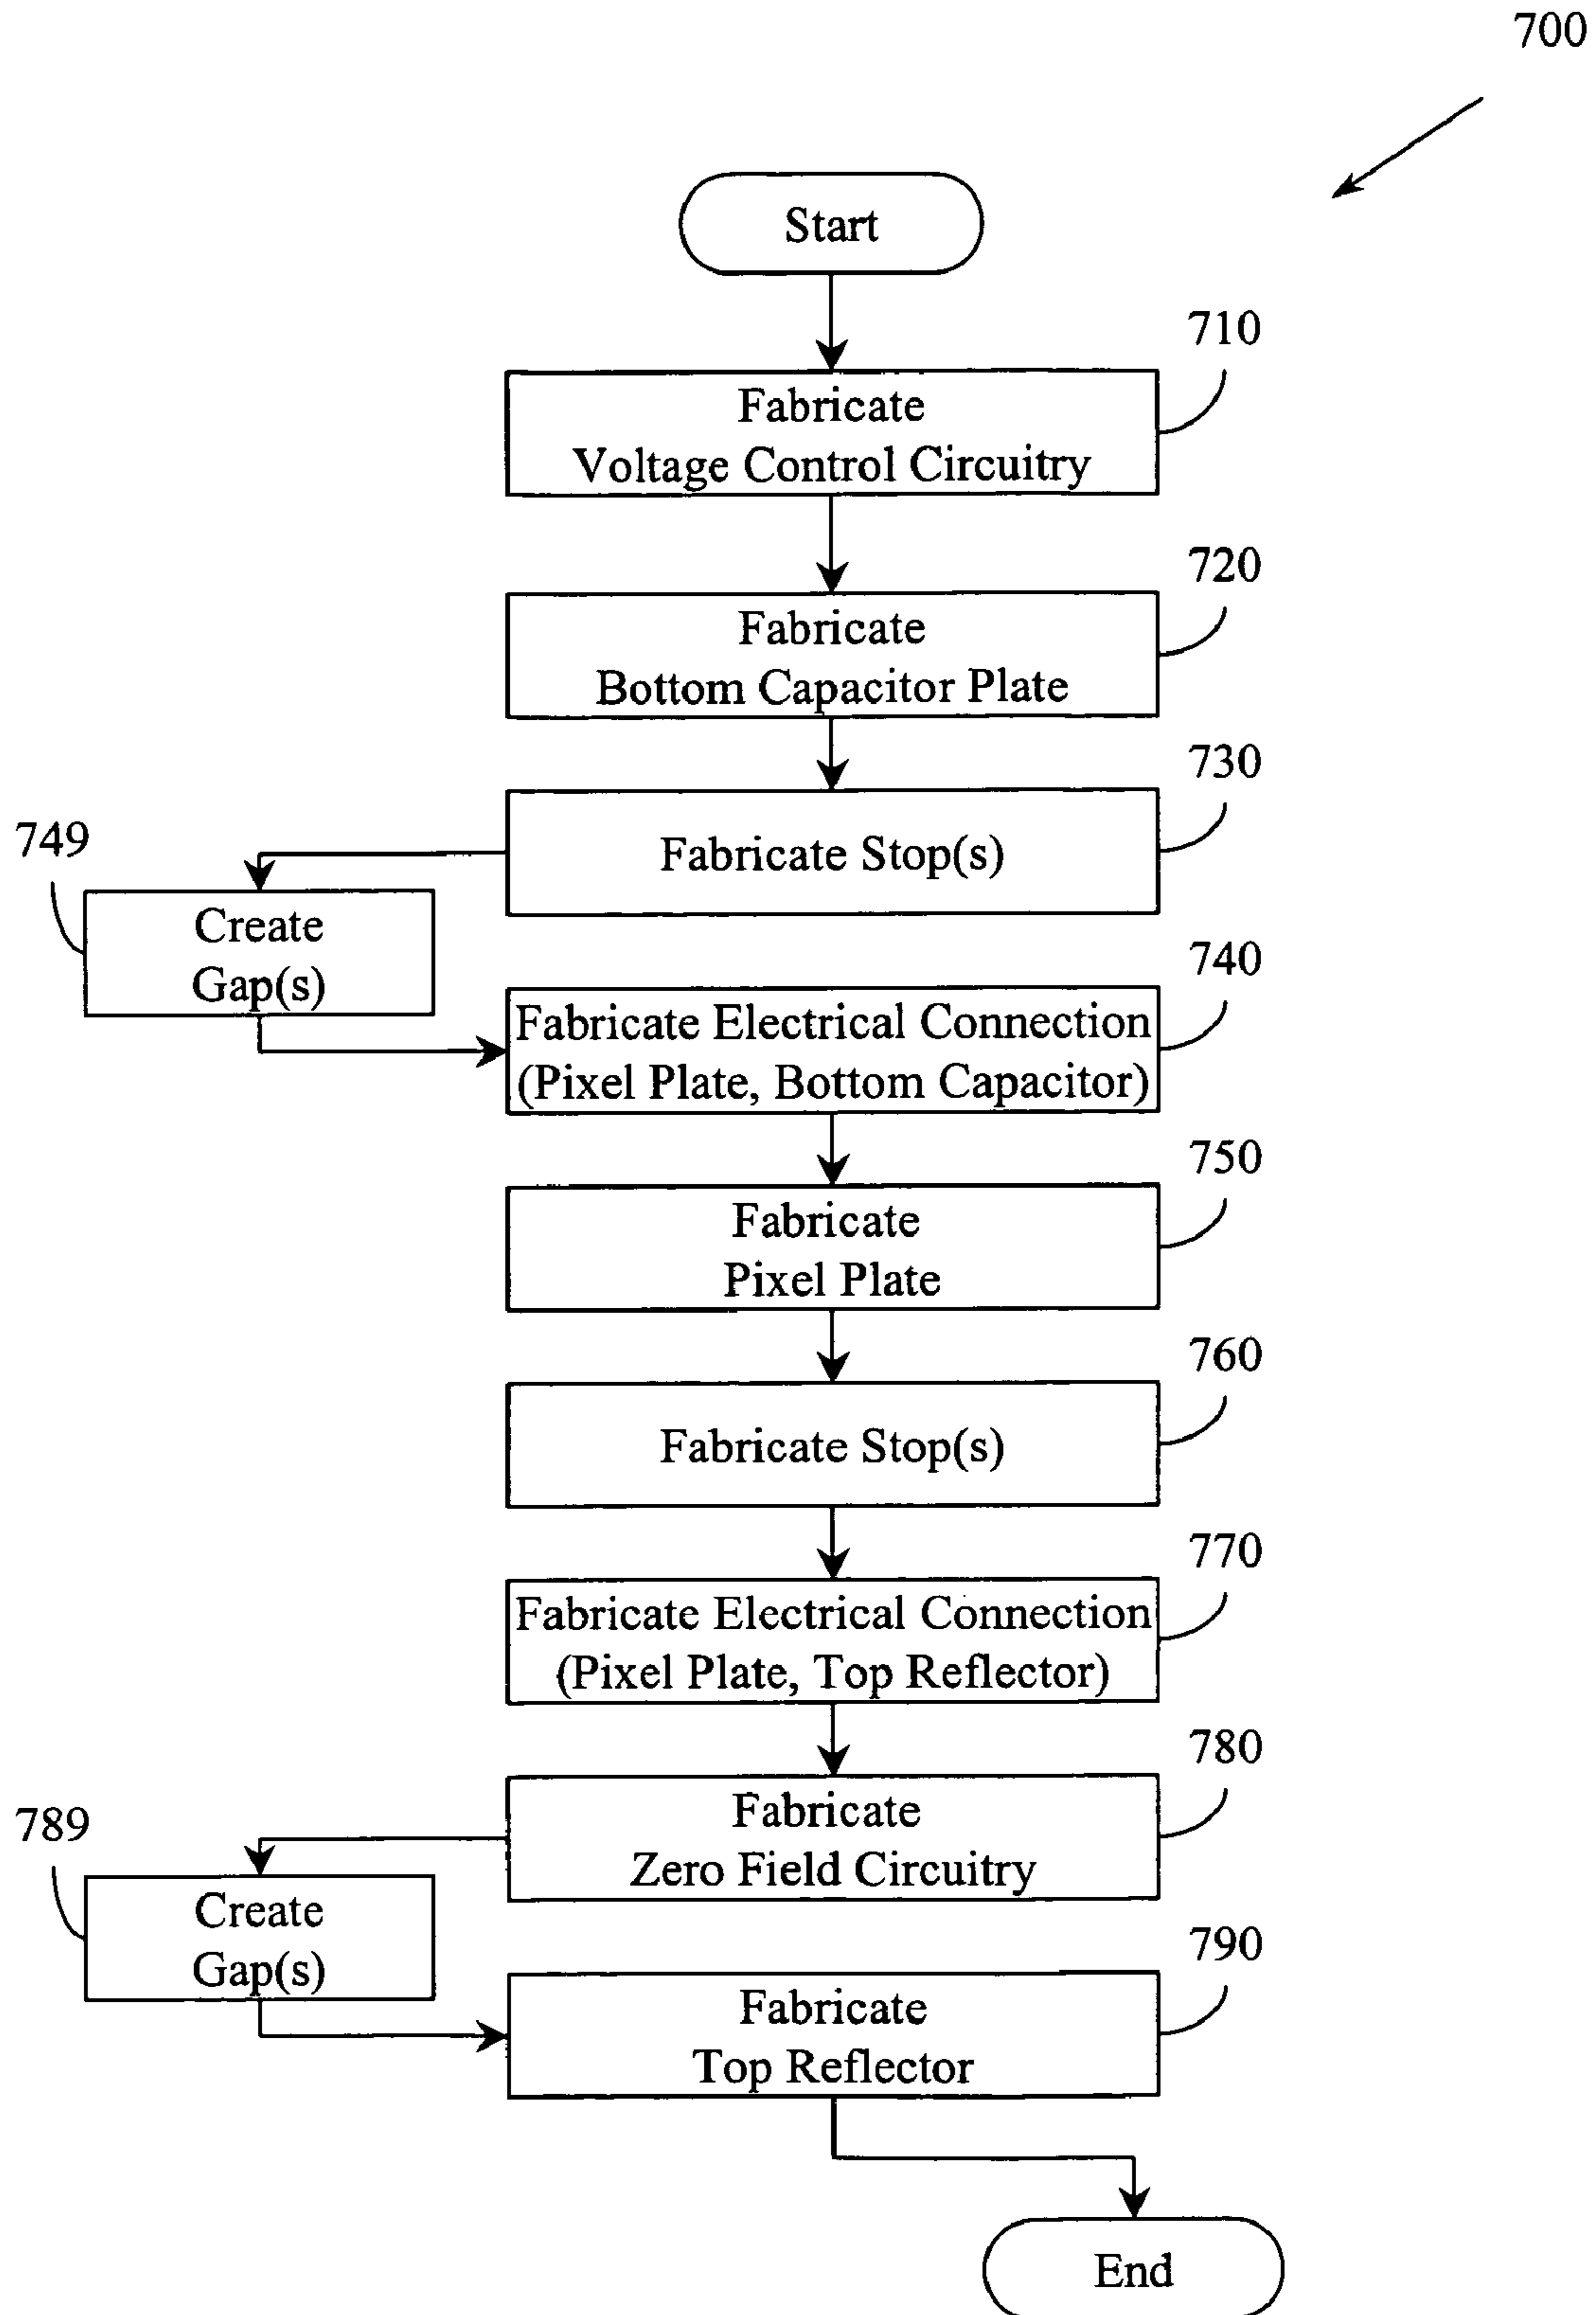 700
Start
710
Fabricate
Voltage Control Circuitry
720
Fabricate
Bottom Capacitor Plate
730
Fabricate Stop(s)
749
Create
Gap(s)
740
Fabricate Electrical Connection
(Pixel Plate, Bottom Capacitor)
750
Fabricate
Pixel Plate
760
Fabricate Stop(s)
770
Fabricate Electrical Connection
(Pixel Plate, Top Reflector)
780
Fabricate
Zero Field Circuitry
789
Create
Gap(s)
790
Fabricate
Top Reflector
End